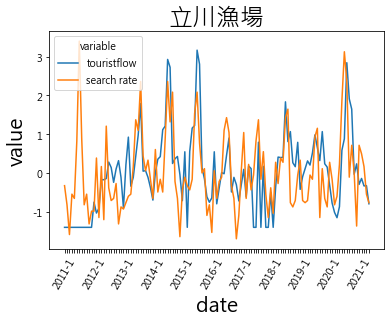 立川漁場
variable
touristflow
search rate
value
3
2
1
0
-1
2011-1
2012-1
2013-1
2014-1
2015-1
2016-1
2017-1
2018-1
2019-1
2020-1
2021-1
date